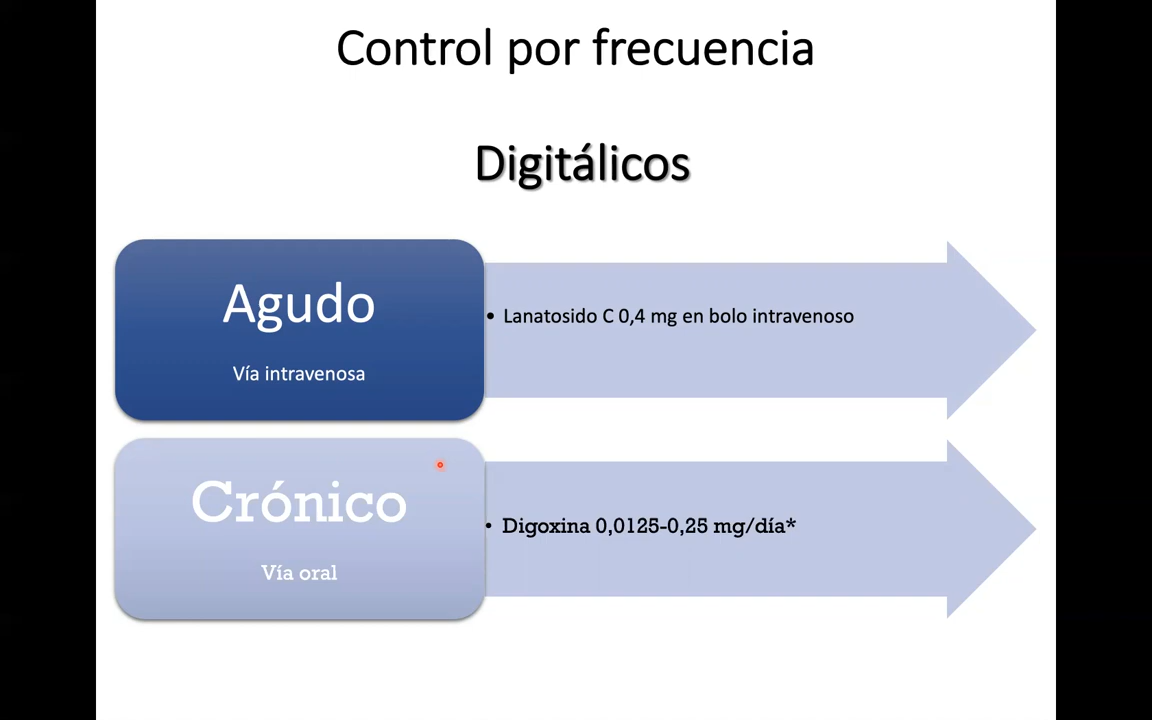 Control por frecuencia
Digitálicos
Agudo
Vía intravenosa
• Lanatosido C 0,4 mg en bolo intravenoso
Crónico
Vía oral
• Digoxina 0,0125-0,25 mg/día*